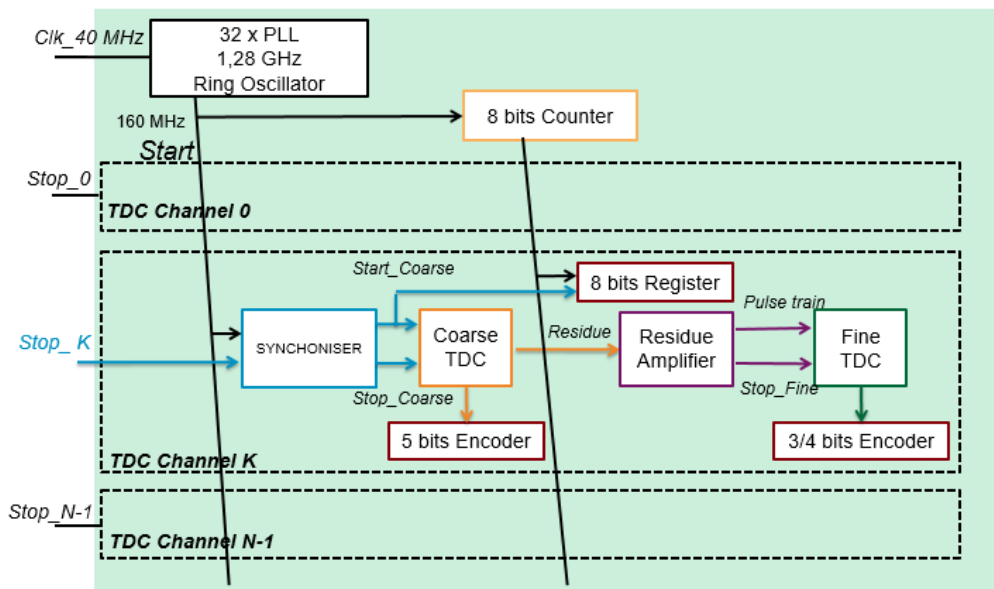 Clk_40 MHz
32 x PLL
1,28 GHz
Ring Oscillator
160 MHz
8 bits Counter
Start
Stop_0
TDC Channel 0
Start_Coarse
8 bits Register
Pulse train
Stop_ K
SYNCHONISER
Coarse
TDC
Residue
Residue
Amplifier
Fine
TDC
Stop_Coarse
Stop_Fine
5 bits Encoder
3/4 bits Encoder
TDC Channel K
Stop_N-1
TDC Channel N-1